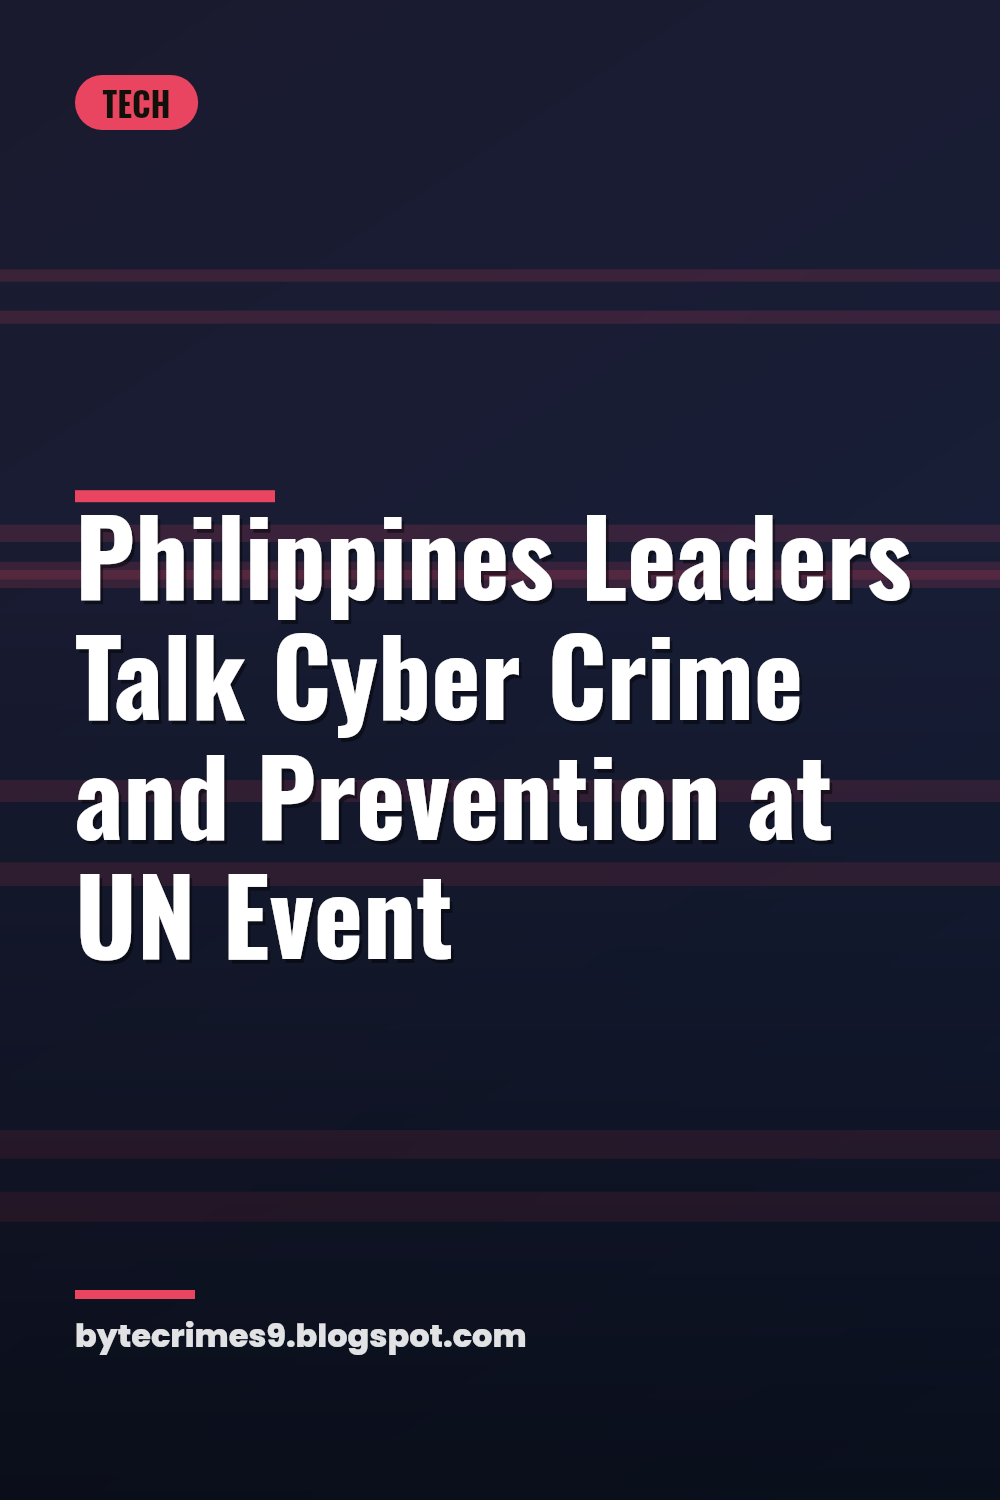 TECH
Philippines Leaders
Talk Cyber Crime
and Prevention at
UN Event
bytecrimes9.blogspot.com